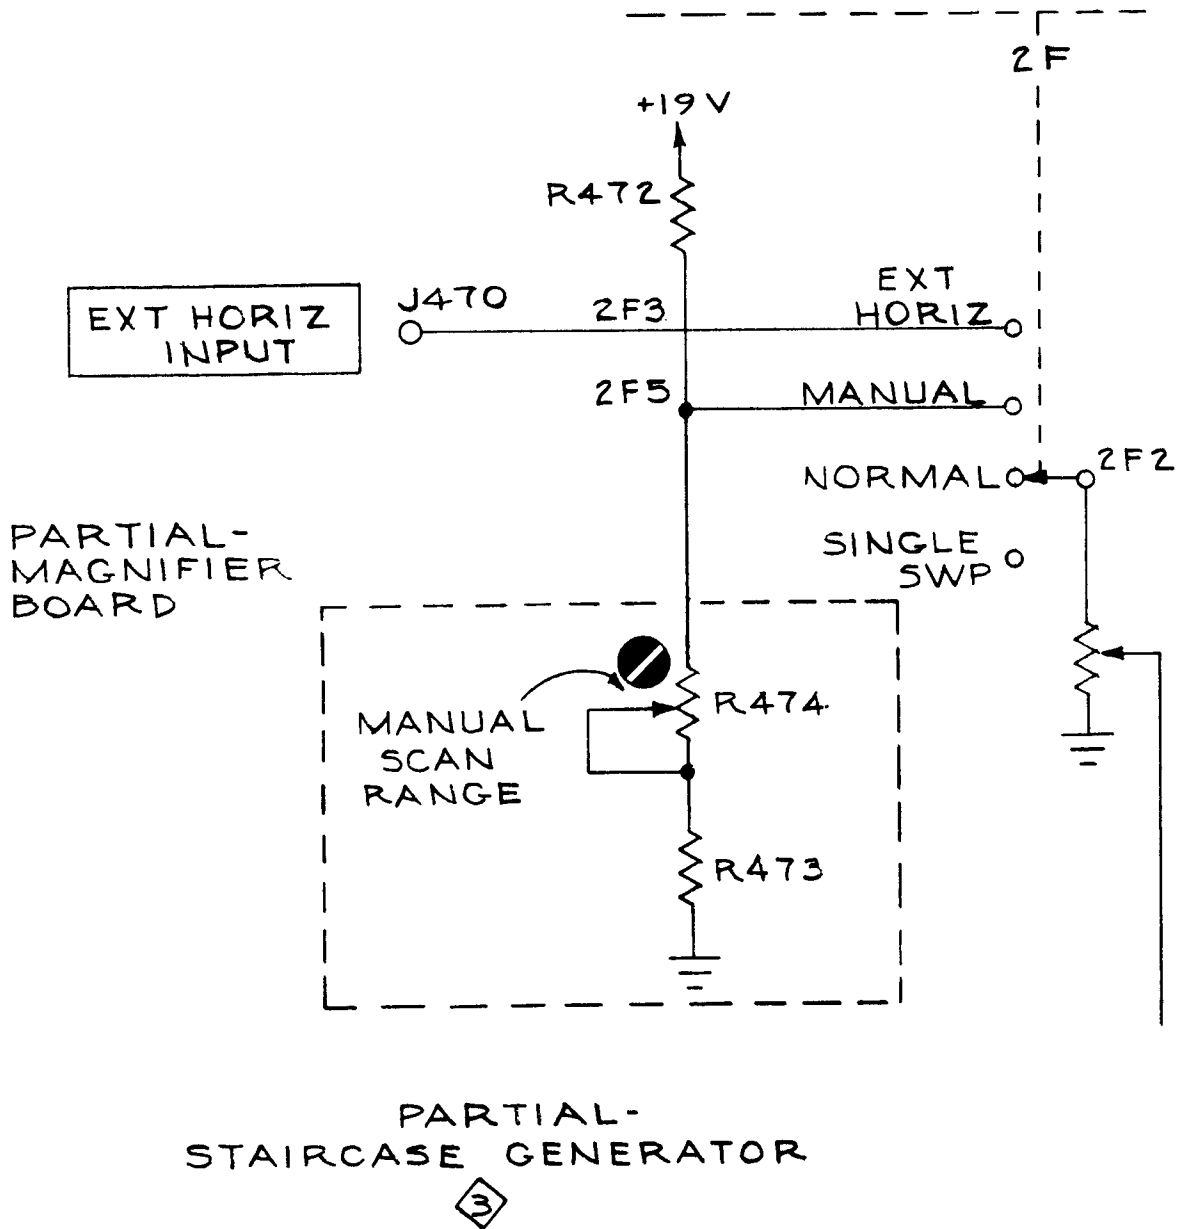 2F
+19 V
R472
EXT HORIZ
INPUT
J470
2F3
EXT
HORIZ
2F5
MANUAL
NORMAL
2F2
SINGLE
SWP
PARTIAL-
MAGNIFIER
BOARD
MANUAL
SCAN
RANGE
R474
R473
PARTIAL-
STAIRCASE GENERATOR
3